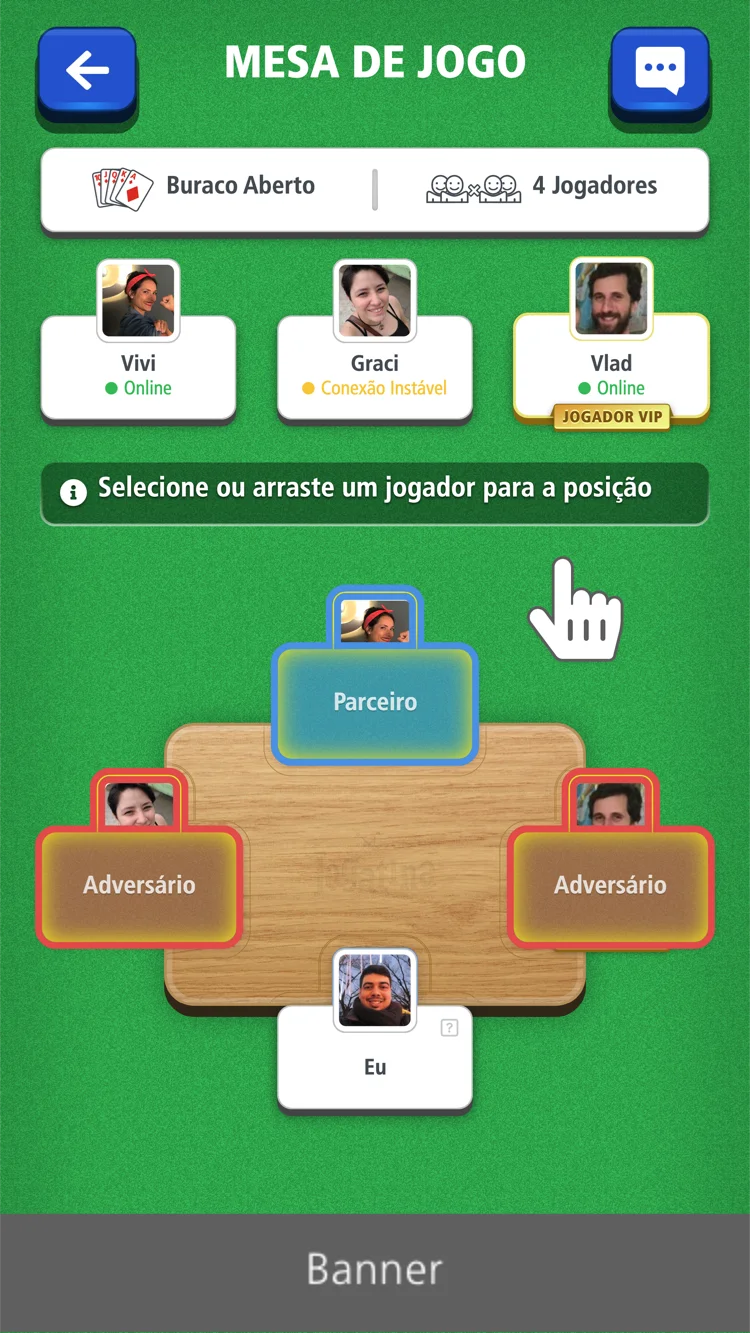 MESA DE JOGO
Buraco Aberto
4 Jogadores
Vivi
Online
Graci
Conexão Instável
Vlad
Online
JOGADOR VIP
Selecione ou arraste um jogador para a posição
Parceiro
Adversário
Adversário
?
Eu
Banner